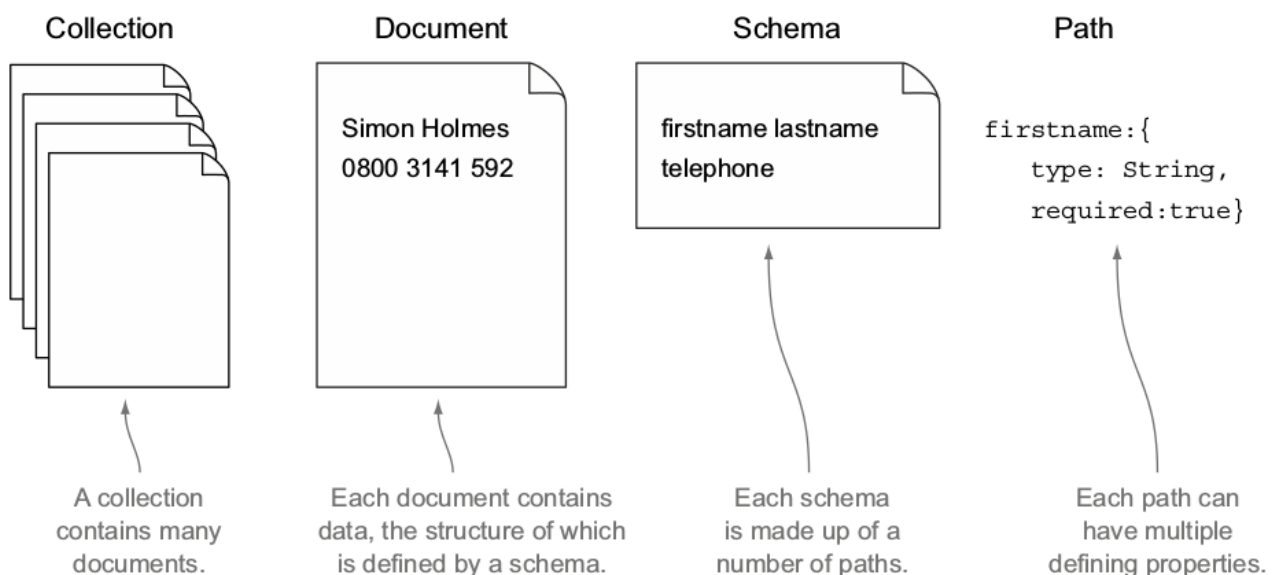 Collection
Document
Schema
Path
Simon Holmes
0800 3141 592
firstname lastname
telephone
firstname:{
type: String,
required:true}
A collection
contains many
documents.
Each document contains
data, the structure of which
is defined by a schema.
Each schema
is made up of a
number of paths.
Each path can
have multiple
defining properties.